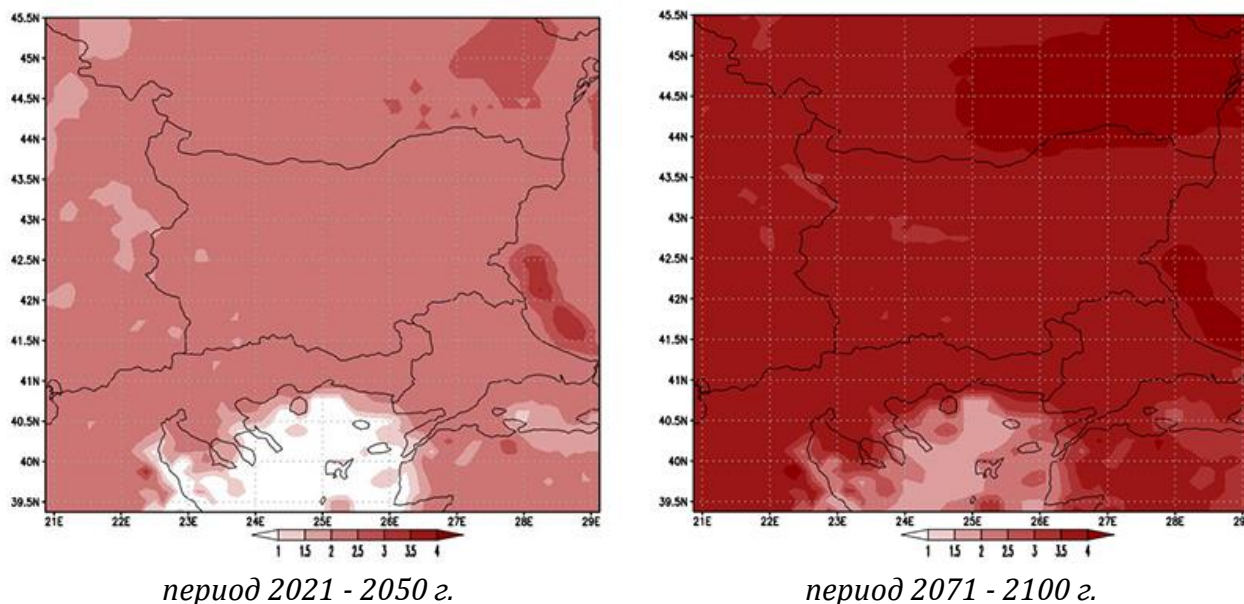 45.5N
45N
44.5N
44N
43.5N
43N
42.5N
42N
41.5N
41N
40.5N
40N
39.5N
21E 22E 23E 24E 25E 26E 27E 28E 29E
1 1.5 2 2.5 3 3.5 4
период 2021 - 2050 г.
45.5N
45N
44.5N
44N
43.5N
43N
42.5N
42N
41.5N
41N
40.5N
40N
39.5N
21E 22E 23E 24E 25E 26E 27E 28E 29E
1 1.5 2 2.5 3 3.5 4
период 2071 - 2100 г.